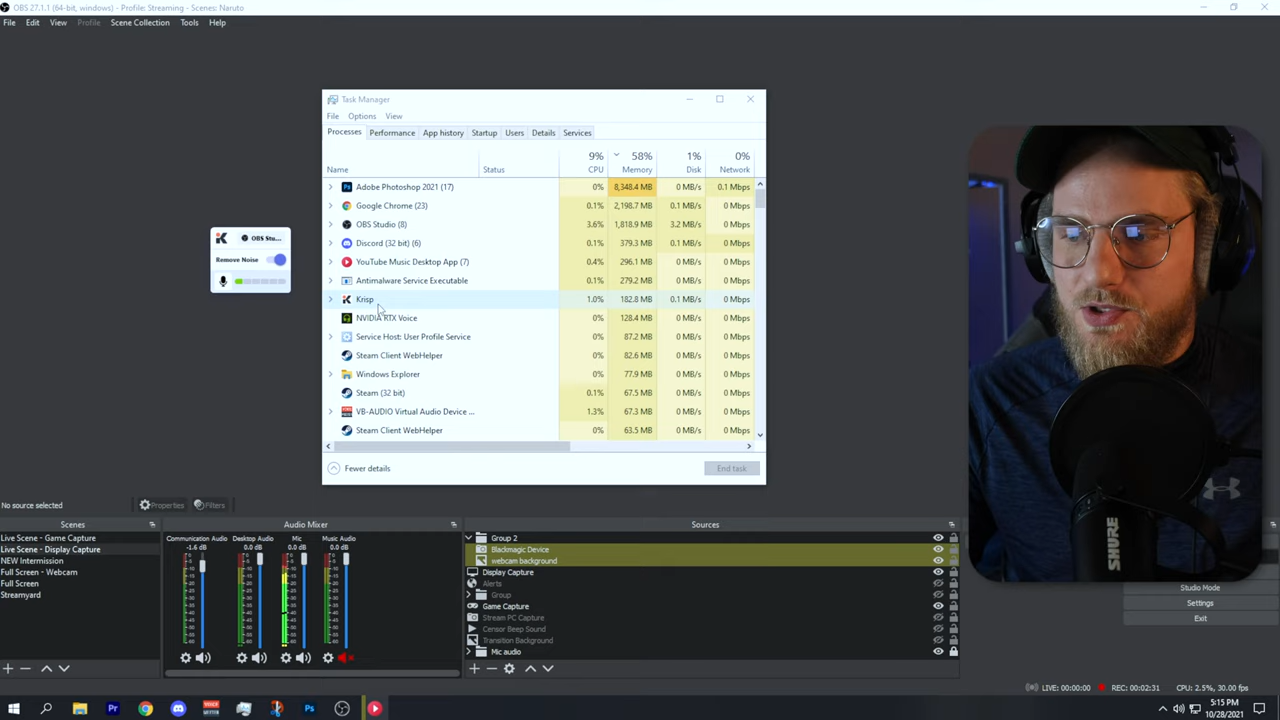 OBS 27.1.1 (64-bit, windows) - Profile: Streaming - Scenes: Naruto
File Edit View Profile Scene Collection Tools Help
Task Manager
File Options View
Processes Performance App history Startup Users Details Services
9% 58% 1% 0%
Name Status CPU Memory Disk Network
Adobe Photoshop 2021 (17) 0% 8,348.4 MB 0 MB/s 0.1 Mbps
Google Chrome (23) 0.1% 2,198.7 MB 0.1 MB/s 0 Mbps
OBS Studio (8) 3.6% 1,818.9 MB 3.2 MB/s 0 Mbps
Discord (32 bit) (6) 0.1% 379.3 MB 0.1 MB/s 0 Mbps
YouTube Music Desktop App (7) 0.4% 296.1 MB 0 MB/s 0 Mbps
Antimalware Service Executable 0.1% 279.2 MB 0 MB/s 0 Mbps
Krisp 1.0% 182.8 MB 0.1 MB/s 0 Mbps
NVIDIA RTX Voice 0% 128.4 MB 0 MB/s 0 Mbps
Service Host: User Profile Service 0% 87.2 MB 0 MB/s 0 Mbps
Steam Client WebHelper 0% 82.6 MB 0 MB/s 0 Mbps
Windows Explorer 0% 77.9 MB 0 MB/s 0 Mbps
Steam (32 bit) 0.1% 67.5 MB 0 MB/s 0 Mbps
VB-AUDIO Virtual Audio Device ... 1.3% 67.3 MB 0 MB/s 0 Mbps
Steam Client WebHelper 0% 63.5 MB 0 MB/s 0 Mbps
Fewer details End task
OBS Stu...
Remove Noise
SHURE
No source selected Properties Filters
Scenes
Live Scene - Game Capture
Live Scene - Display Capture
NEW Intermission
Full Screen - Webcam
Full Screen
Streamyard
Audio Mixer
Communication Audio Desktop Audio Mic Music Audio
-1.6 dB 0.0 dB 0.0 dB 0.0 dB
Sources
Group 2
Blackmagic Device
webcam background
Display Capture
Alerts
Group
Game Capture
Stream PC Capture
Censor Beep Sound
Transition Background
Mic audio
Studio Mode
Settings
Exit
LIVE: 00:00:00 REC: 00:02:31 CPU: 2.5%, 30.00 fps
5:15 PM
10/28/2021